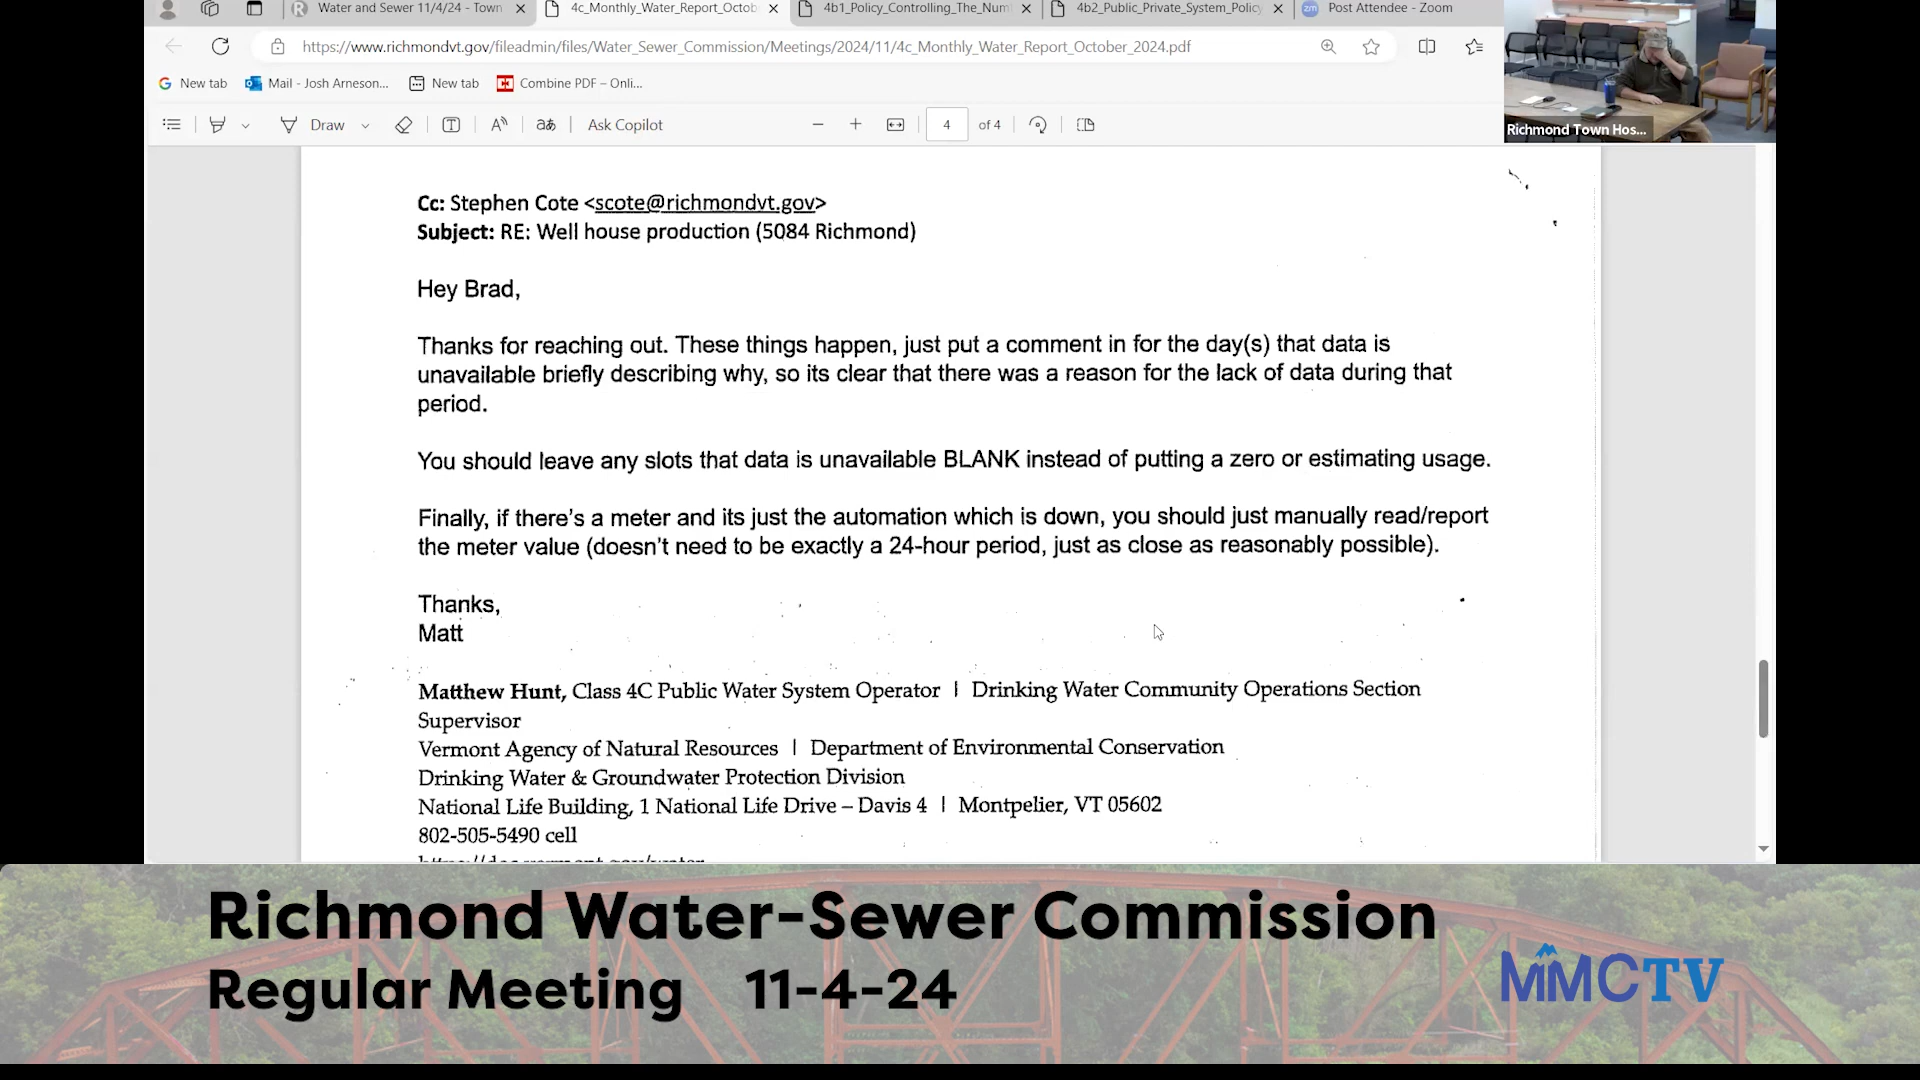 Water and Sewer 11/4/24 - Town
4c_Monthly_Water_Report_Octob
4b1_Policy_Controlling_The_Num
4b2_Public_Private_System_Policy
Post Attendee - Zoom
https://www.richmondvt.gov/fileadmin/files/Water_Sewer_Commission/Meetings/2024/11/4c_Monthly_Water_Report_October_2024.pdf
New tab
Mail - Josh Arneson...
New tab
Combine PDF – Onli...
Draw
Ask Copilot
4
of 4
Richmond Town Hos...
Cc: Stephen Cote <scote@richmondvt.gov>
Subject: RE: Well house production (5084 Richmond)
Hey Brad,
Thanks for reaching out. These things happen, just put a comment in for the day(s) that data is
unavailable briefly describing why, so its clear that there was a reason for the lack of data during that
period.
You should leave any slots that data is unavailable BLANK instead of putting a zero or estimating usage.
Finally, if there's a meter and its just the automation which is down, you should just manually read/report
the meter value (doesn't need to be exactly a 24-hour period, just as close as reasonably possible).
Thanks,
Matt
Matthew Hunt, Class 4C Public Water System Operator | Drinking Water Community Operations Section
Supervisor
Vermont Agency of Natural Resources | Department of Environmental Conservation
Drinking Water & Groundwater Protection Division
National Life Building, 1 National Life Drive – Davis 4 | Montpelier, VT 05602
802-505-5490 cell
Richmond Water-Sewer Commission
Regular Meeting 11-4-24
MMCTV